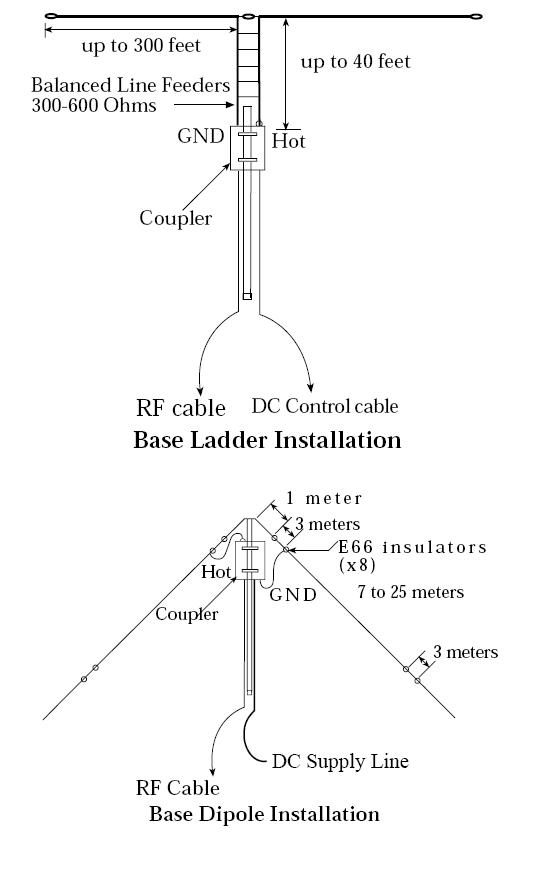 up to 300 feet
up to 40 feet
Balanced Line Feeders
300-600 Ohms
GND
Hot
Coupler
RF cable
DC Control cable
Base Ladder Installation
1 meter
3 meters
E66 insulators
(x8)
Hot
GND
7 to 25 meters
Coupler
3 meters
DC Supply Line
RF Cable
Base Dipole Installation